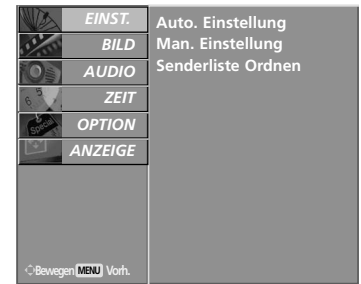 EINST.
BILD
AUDIO
ZEIT
OPTION
ANZEIGE
Auto. Einstellung
Man. Einstellung
Senderliste Ordnen
Bewegen MENU Vorh.